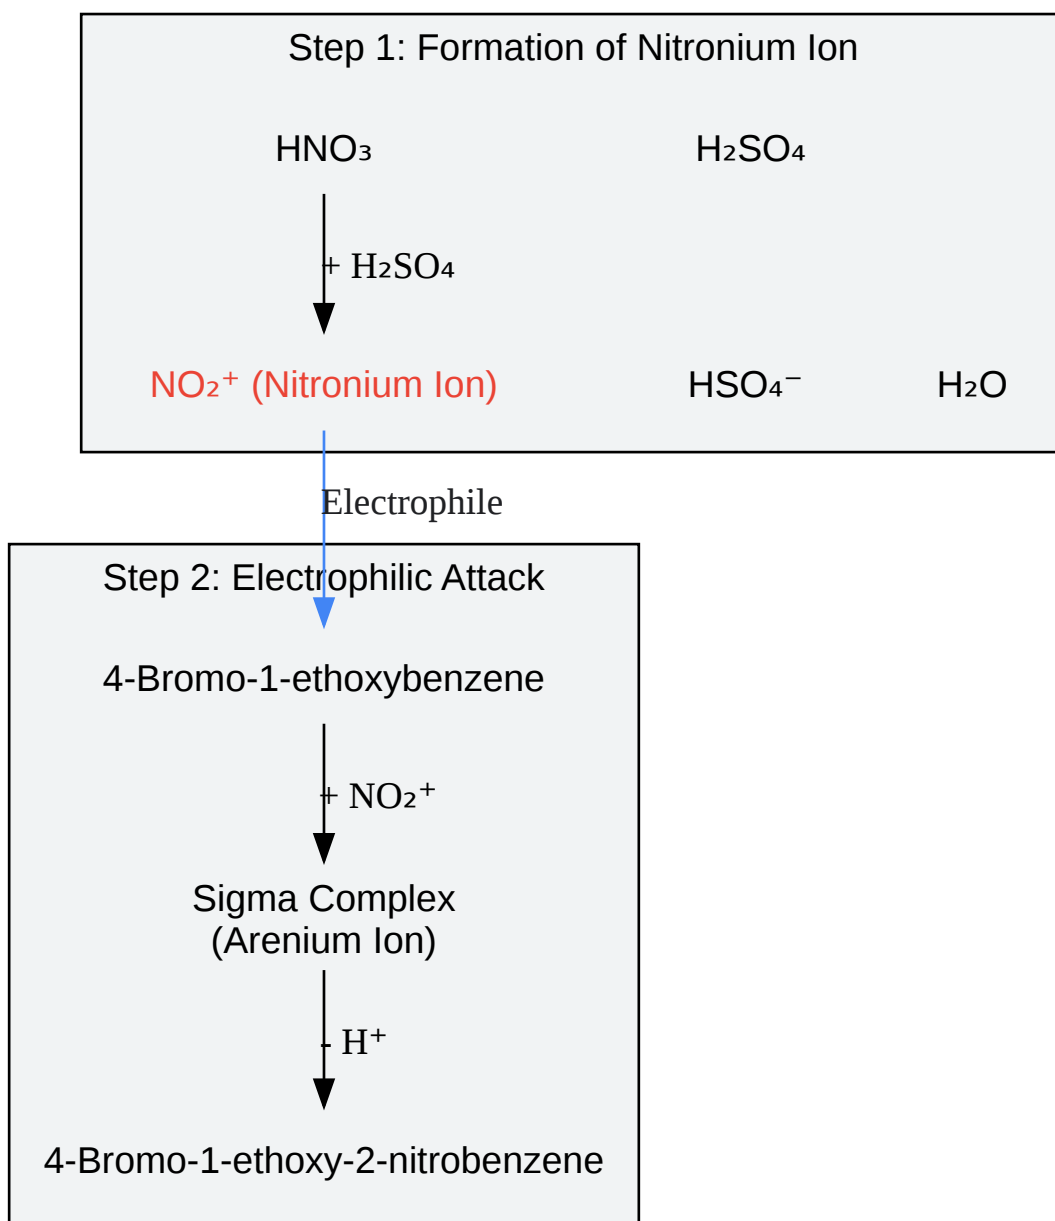 Step 1: Formation of Nitronium Ion
HNO₃ H₂SO₄
+ H₂SO₄
NO₂⁺ (Nitronium Ion) HSO₄⁻ H₂O
Electrophile
Step 2: Electrophilic Attack
4-Bromo-1-ethoxybenzene
+ NO₂⁺
Sigma Complex
(Arenium Ion)
- H⁺
4-Bromo-1-ethoxy-2-nitrobenzene